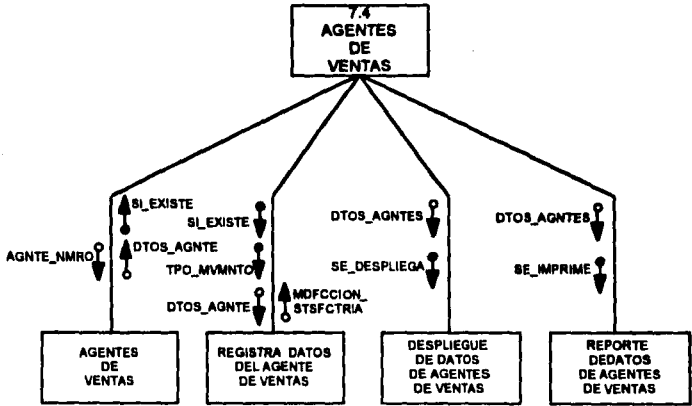 7.4
AGENTES
DE
VENTAS
SI_EXISTE
AGNTE_NMRO
DTOS_AGNTE
SI_EXISTE
TPO_MVMNTO
DTOS_AGNTE
MDFCCION_
STSFCTRIA
DTOS_AGNTES
SE_DESPLIEGA
DTOS_AGNTES
SE_IMPRIME
AGENTES
DE
VENTAS
REGISTRA DATOS
DEL AGENTE
DE VENTAS
DESPLIEGUE
DE DATOS
DE AGENTES
DE VENTAS
REPORTE
DEDATOS
DE AGENTES
DE VENTAS